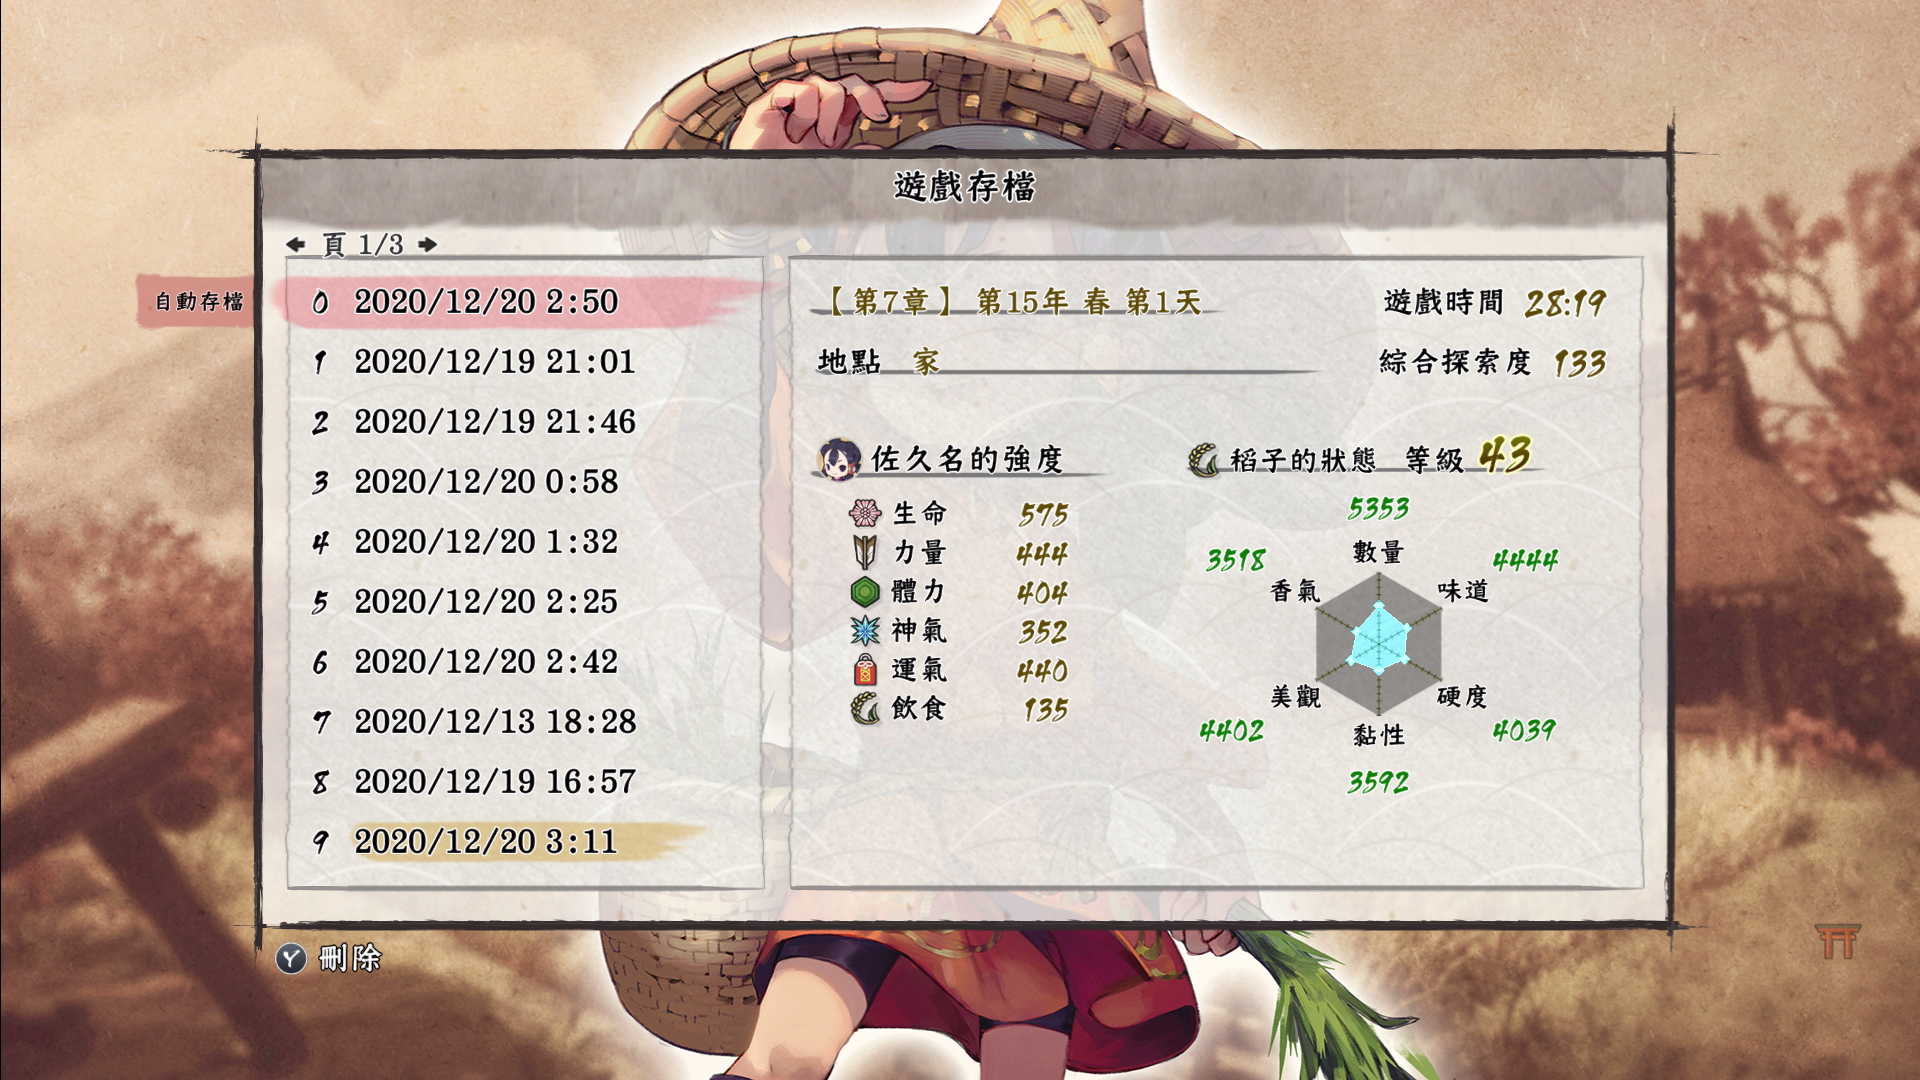 遊戲存檔
頁 1/3
自動存檔
0 2020/12/20 2:50
1 2020/12/19 21:01
2 2020/12/19 21:46
3 2020/12/20 0:58
4 2020/12/20 1:32
5 2020/12/20 2:25
6 2020/12/20 2:42
7 2020/12/13 18:28
8 2020/12/19 16:57
9 2020/12/20 3:11
【第7章】 第15年 春 第1天
遊戲時間 28:19
地點 家
綜合探索度 133
佐久名的強度
生命 575
力量 444
體力 404
神氣 352
運氣 440
飲食 135
稻子的狀態 等級 43
5353
數量
3518
香氣
4444
味道
美觀
4402
硬度
4039
黏性
3592
Y 刪除